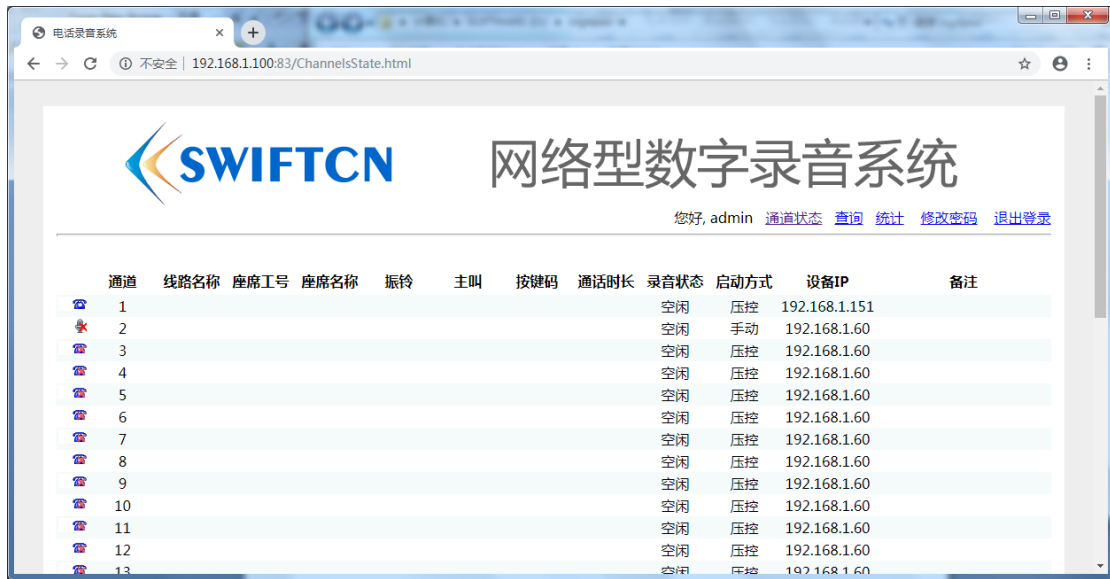 电话录音系统
不安全 | 192.168.1.100:83/ChannelsState.html
SWIFTCN 网络型数字录音系统
您好, admin 通道状态 查询 统计 修改密码 退出登录
通道 线路名称 座席工号 座席名称 振铃 主叫 按键码 通话时长 录音状态 启动方式 设备IP 备注
1 空闲 压控 192.168.1.151
2 空闲 手动 192.168.1.60
3 空闲 压控 192.168.1.60
4 空闲 压控 192.168.1.60
5 空闲 压控 192.168.1.60
6 空闲 压控 192.168.1.60
7 空闲 压控 192.168.1.60
8 空闲 压控 192.168.1.60
9 空闲 压控 192.168.1.60
10 空闲 压控 192.168.1.60
11 空闲 压控 192.168.1.60
12 空闲 压控 192.168.1.60
13 空闲 压控 192.168.1.60